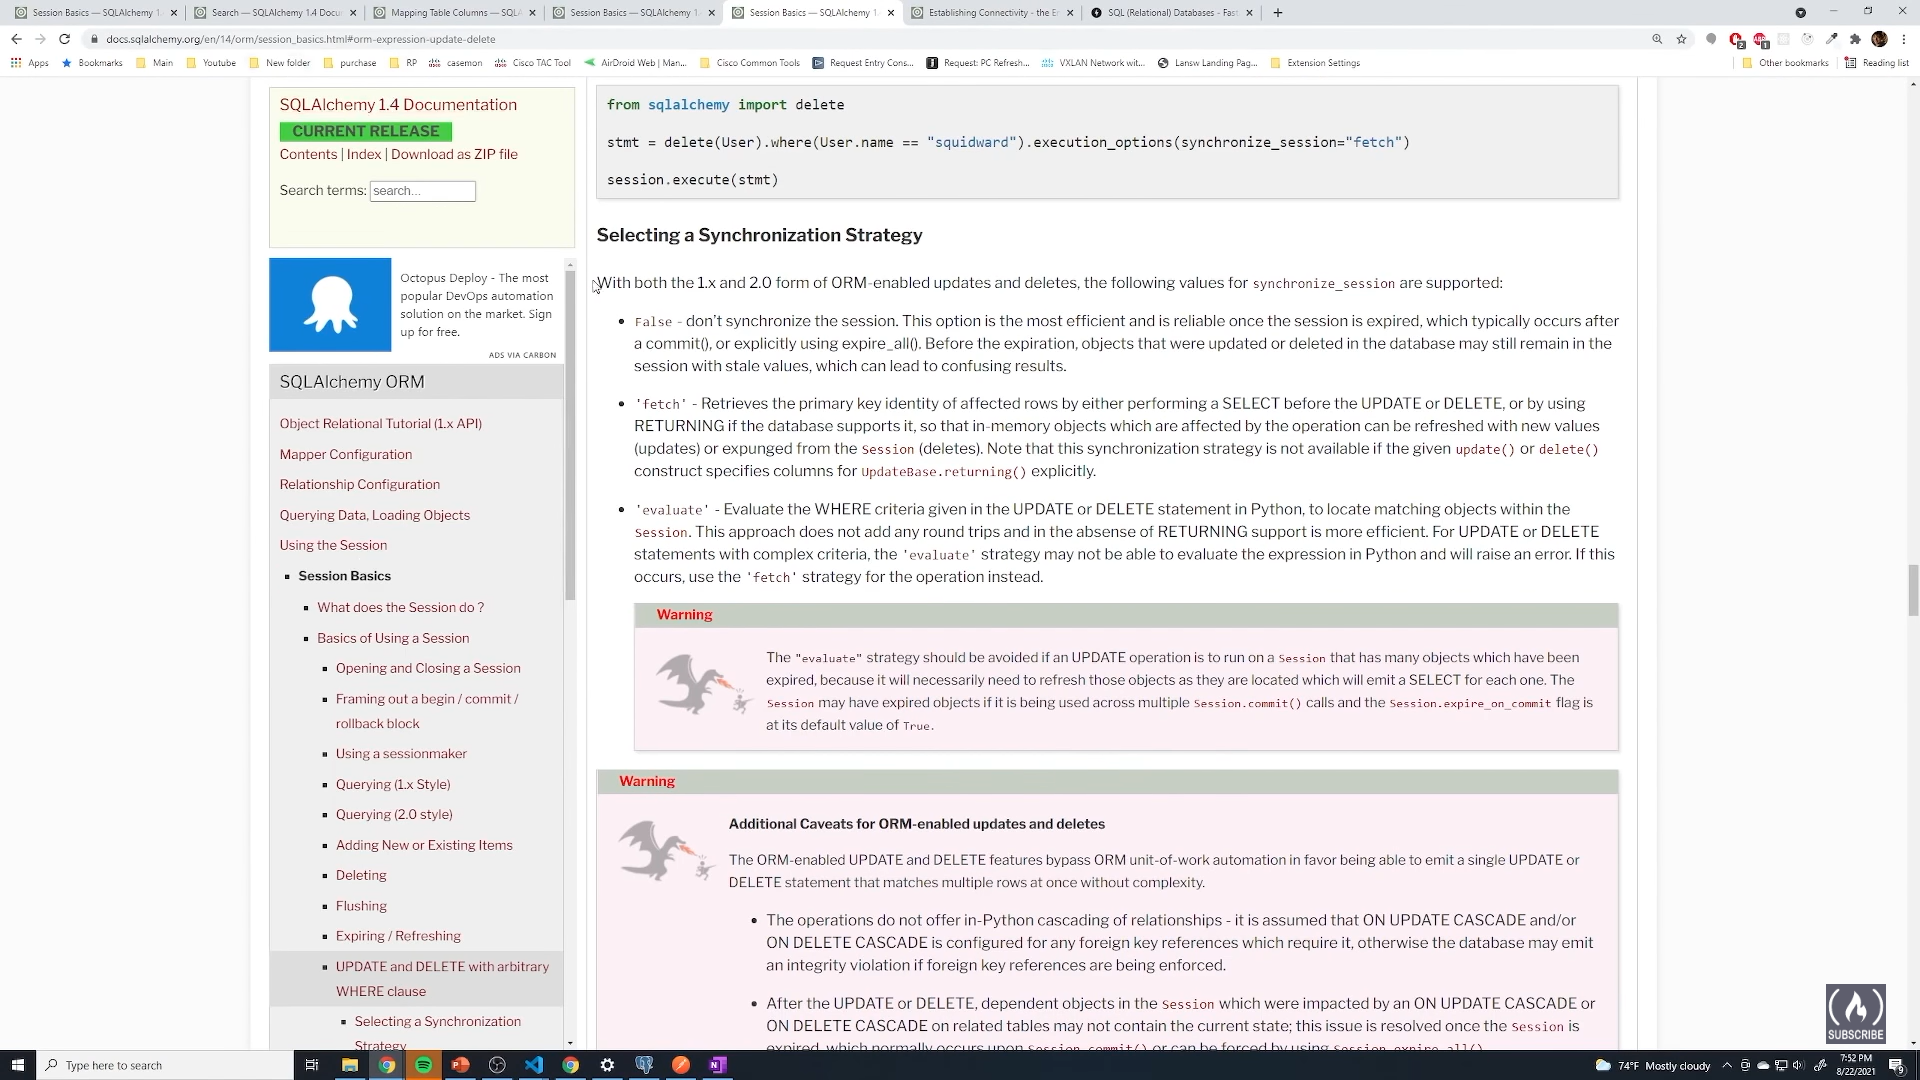 Session Basics — SQLAlchemy 1.
Search — SQLAlchemy 1.4 Docum
Mapping Table Columns — SQLA
Session Basics — SQLAlchemy 1.
Session Basics — SQLAlchemy 1.
Establishing Connectivity - the E
SQL (Relational) Databases - Fast
docs.sqlalchemy.org/en/14/orm/session_basics.html#orm-expression-update-delete
Apps
Bookmarks
Main
Youtube
New folder
purchase
RP
casemon
Cisco TAC Tool
AirDroid Web | Man...
Cisco Common Tools
Request Entry Cons...
Request: PC Refresh...
VXLAN Network wit...
Lansw Landing Pag...
Extension Settings
Other bookmarks
Reading list
SQLAlchemy 1.4 Documentation
CURRENT RELEASE
Contents | Index | Download as ZIP file
Search terms: search...
Octopus Deploy - The most
popular DevOps automation
solution on the market. Sign
up for free.
ADS VIA CARBON
SQLAlchemy ORM
Object Relational Tutorial (1.x API)
Mapper Configuration
Relationship Configuration
Querying Data, Loading Objects
Using the Session
Session Basics
What does the Session do ?
Basics of Using a Session
Opening and Closing a Session
Framing out a begin / commit /
rollback block
Using a sessionmaker
Querying (1.x Style)
Querying (2.0 style)
Adding New or Existing Items
Deleting
Flushing
Expiring / Refreshing
UPDATE and DELETE with arbitrary
WHERE clause
Selecting a Synchronization
Strategy
from sqlalchemy import delete
stmt = delete(User).where(User.name == "squidward").execution_options(synchronize_session="fetch")
session.execute(stmt)
Selecting a Synchronization Strategy
With both the 1.x and 2.0 form of ORM-enabled updates and deletes, the following values for synchronize_session are supported:
• False - don't synchronize the session. This option is the most efficient and is reliable once the session is expired, which typically occurs after
a commit(), or explicitly using expire_all(). Before the expiration, objects that were updated or deleted in the database may still remain in the
session with stale values, which can lead to confusing results.
• 'fetch' - Retrieves the primary key identity of affected rows by either performing a SELECT before the UPDATE or DELETE, or by using
RETURNING if the database supports it, so that in-memory objects which are affected by the operation can be refreshed with new values
(updates) or expunged from the Session (deletes). Note that this synchronization strategy is not available if the given update() or delete()
construct specifies columns for UpdateBase.returning() explicitly.
• 'evaluate' - Evaluate the WHERE criteria given in the UPDATE or DELETE statement in Python, to locate matching objects within the
Session. This approach does not add any round trips and in the absense of RETURNING support is more efficient. For UPDATE or DELETE
statements with complex criteria, the 'evaluate' strategy may not be able to evaluate the expression in Python and will raise an error. If this
occurs, use the 'fetch' strategy for the operation instead.
Warning
The "evaluate" strategy should be avoided if an UPDATE operation is to run on a Session that has many objects which have been
expired, because it will necessarily need to refresh those objects as they are located which will emit a SELECT for each one. The
Session may have expired objects if it is being used across multiple Session.commit() calls and the Session.expire_on_commit flag is
at its default value of True.
Warning
Additional Caveats for ORM-enabled updates and deletes
The ORM-enabled UPDATE and DELETE features bypass ORM unit-of-work automation in favor being able to emit a single UPDATE or
DELETE statement that matches multiple rows at once without complexity.
• The operations do not offer in-Python cascading of relationships - it is assumed that ON UPDATE CASCADE and/or
ON DELETE CASCADE is configured for any foreign key references which require it, otherwise the database may emit
an integrity violation if foreign key references are being enforced.
• After the UPDATE or DELETE, dependent objects in the Session which were impacted by an ON UPDATE CASCADE or
ON DELETE CASCADE on related tables may not contain the current state; this issue is resolved once the Session is
expired, which normally occurs upon Session.commit() or can be forced by using Session.expire_all()
SUBSCRIBE
Type here to search
74°F Mostly cloudy
7:52 PM
8/22/2021